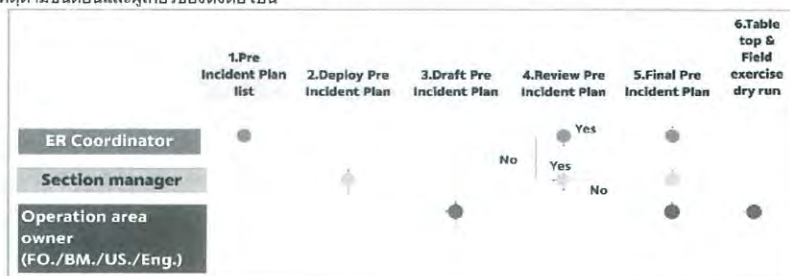 1.Pre
Incident Plan
list
2.Deploy Pre
Incident Plan
3.Draft Pre
Incident Plan
4.Review Pre
Incident Plan
5.Final Pre
Incident Plan
6.Table
top &
Field
exercise
dry run
ER Coordinator
Yes
No
Section manager
Yes
No
Operation area
owner
(FO./BM./US./Eng.)